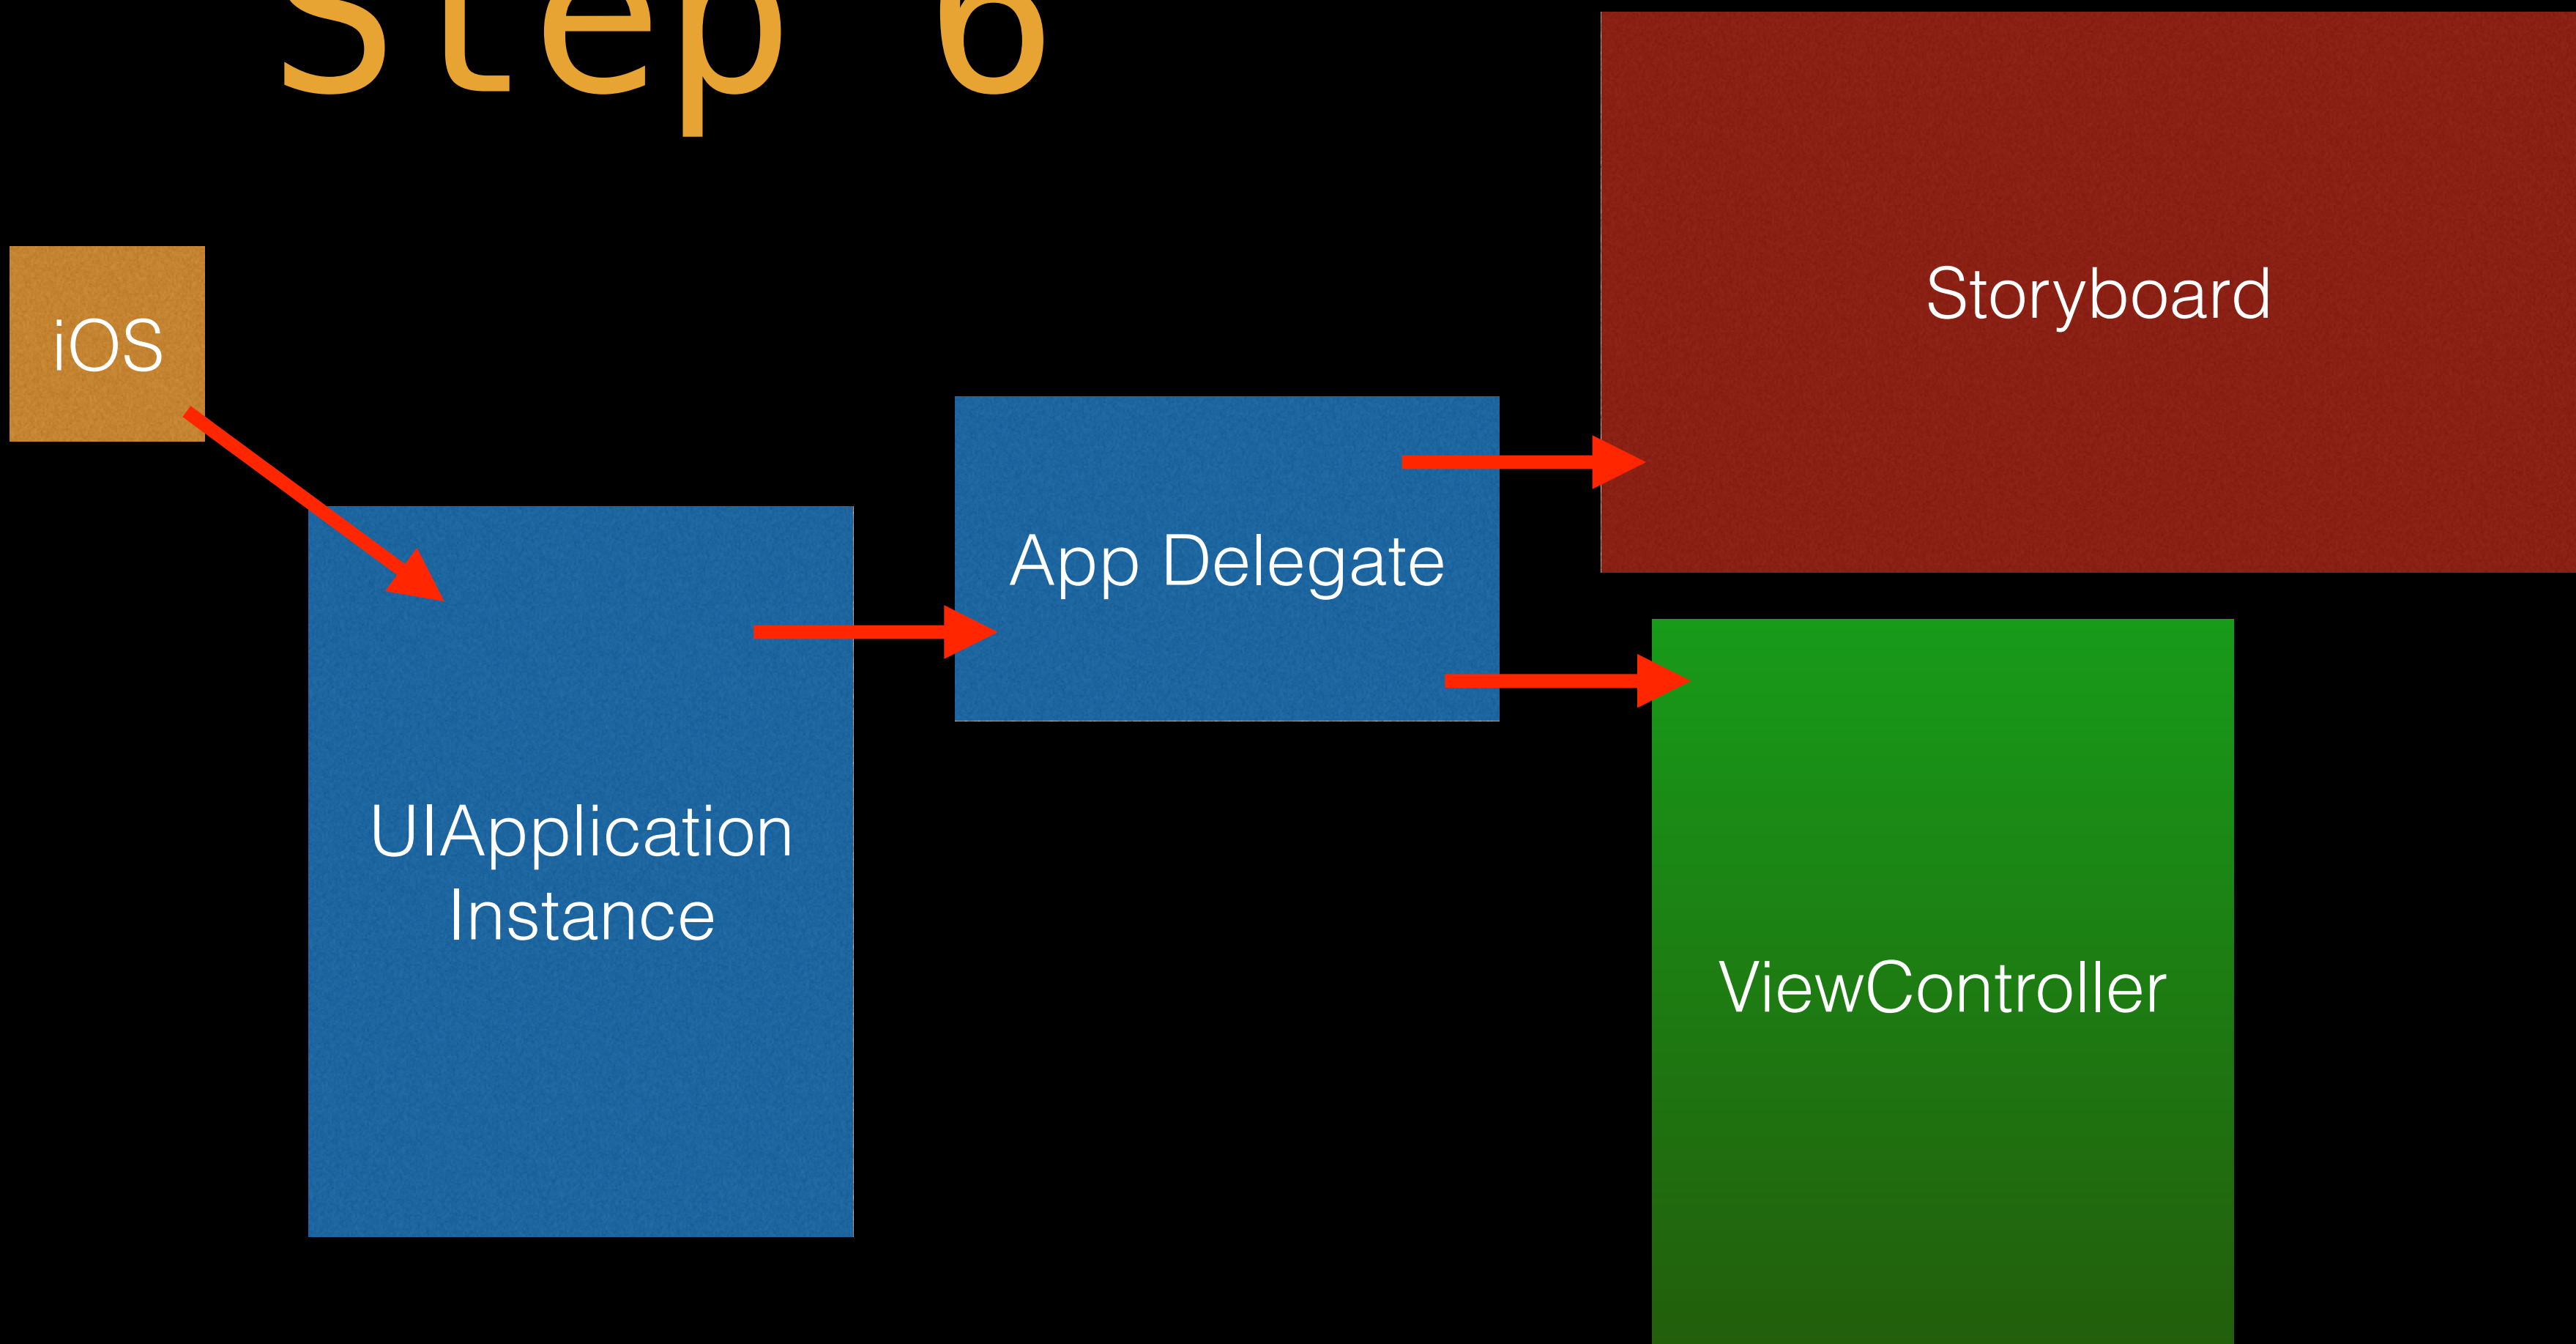 Step 6
iOS
Storyboard
App Delegate
UIApplication
Instance
ViewController